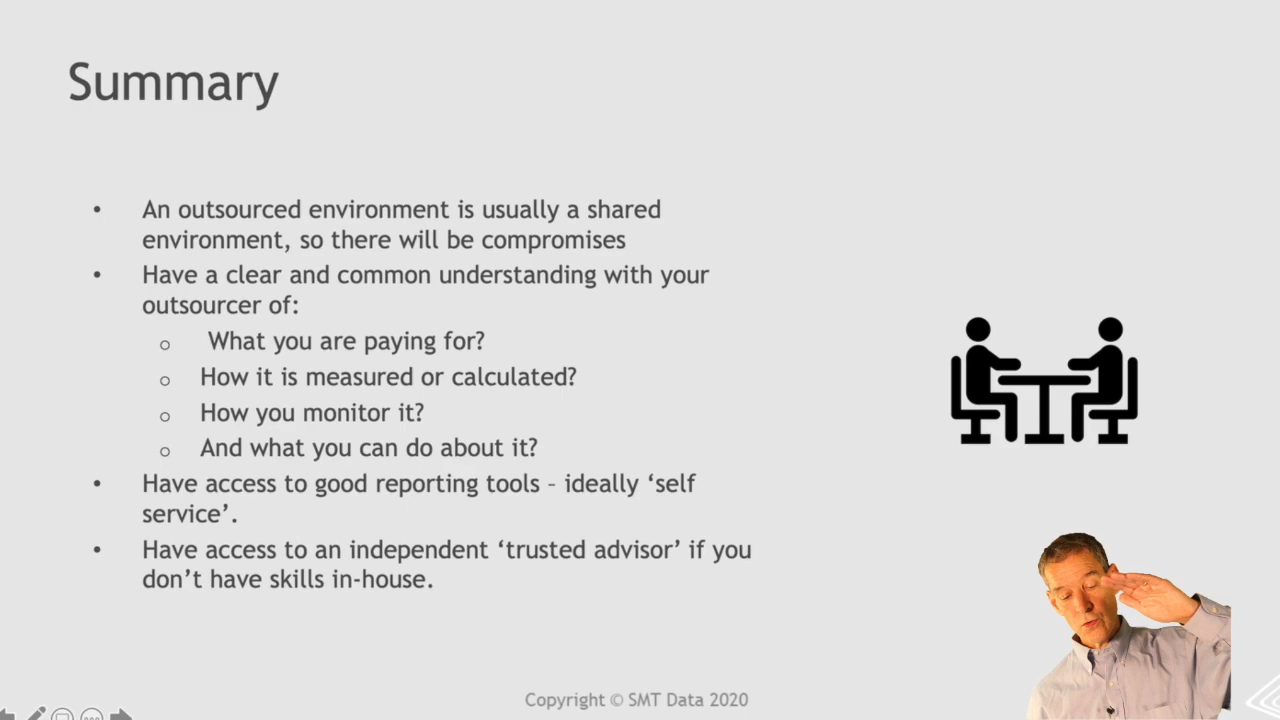 Summary
• An outsourced environment is usually a shared
environment, so there will be compromises
• Have a clear and common understanding with your
outsourcer of:
o What you are paying for?
o How it is measured or calculated?
o How you monitor it?
o And what you can do about it?
• Have access to good reporting tools – ideally ‘self
service’.
• Have access to an independent ‘trusted advisor’ if you
don’t have skills in-house.
Copyright © SMT Data 2020